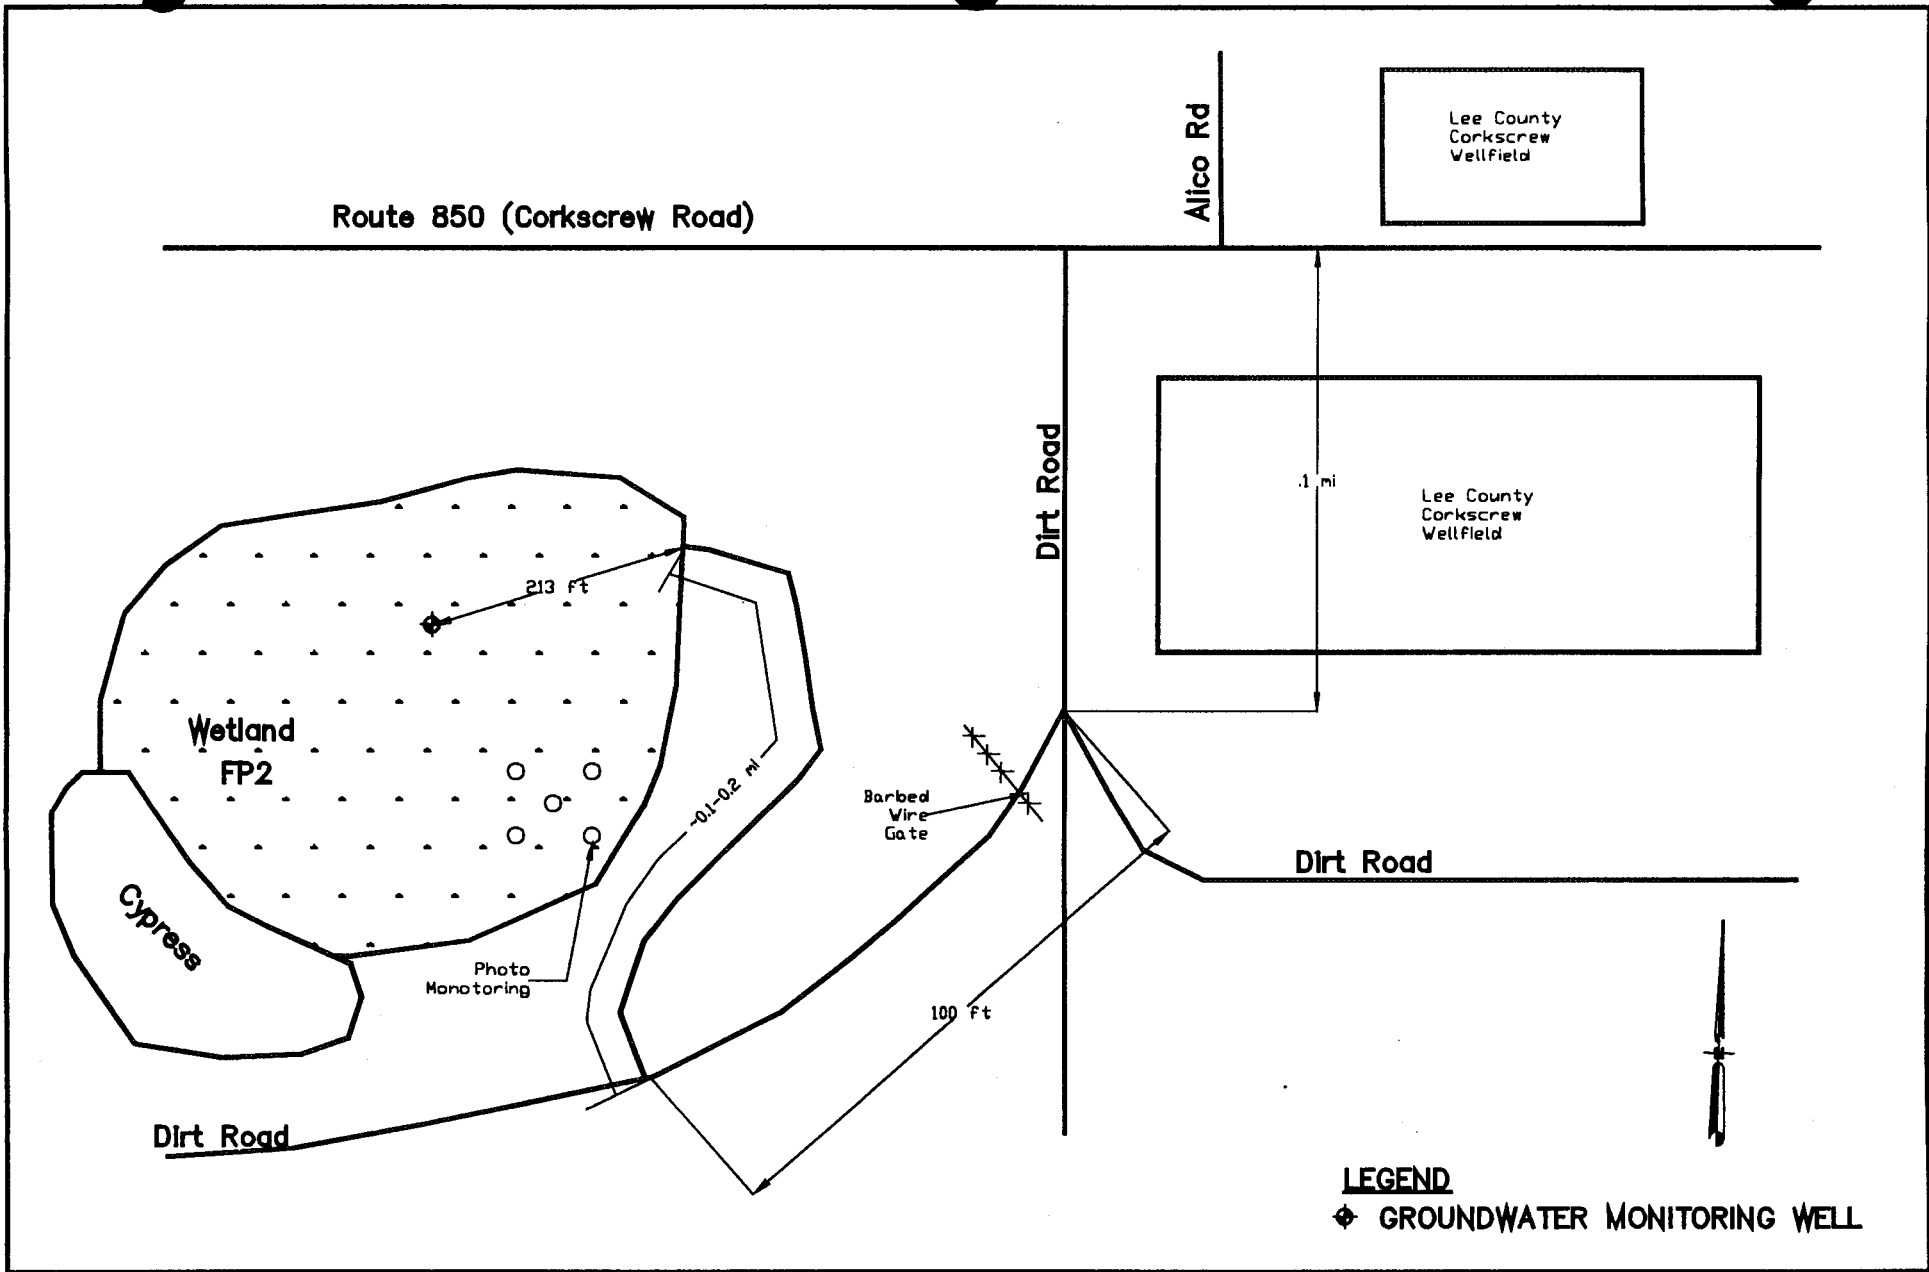 Alico Rd
Lee County
Corkscrew
Wellfield
Route 850 (Corkscrew Road)
Dirt Road
.1 mi
Lee County
Corkscrew
Wellfield
213 ft
Wetland
FP2
~0.1-0.2 mi
Barbed
Wire
Gate
Dirt Road
Cypress
Photo
Monotoring
100 ft
Dirt Road
LEGEND
GROUNDWATER MONITORING WELL